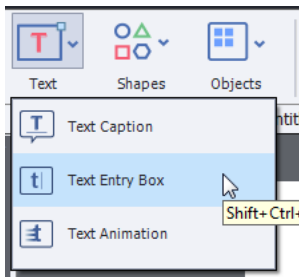 Text Shapes Objects
Text Caption
Text Entry Box
Shift+Ctrl+
Text Animation